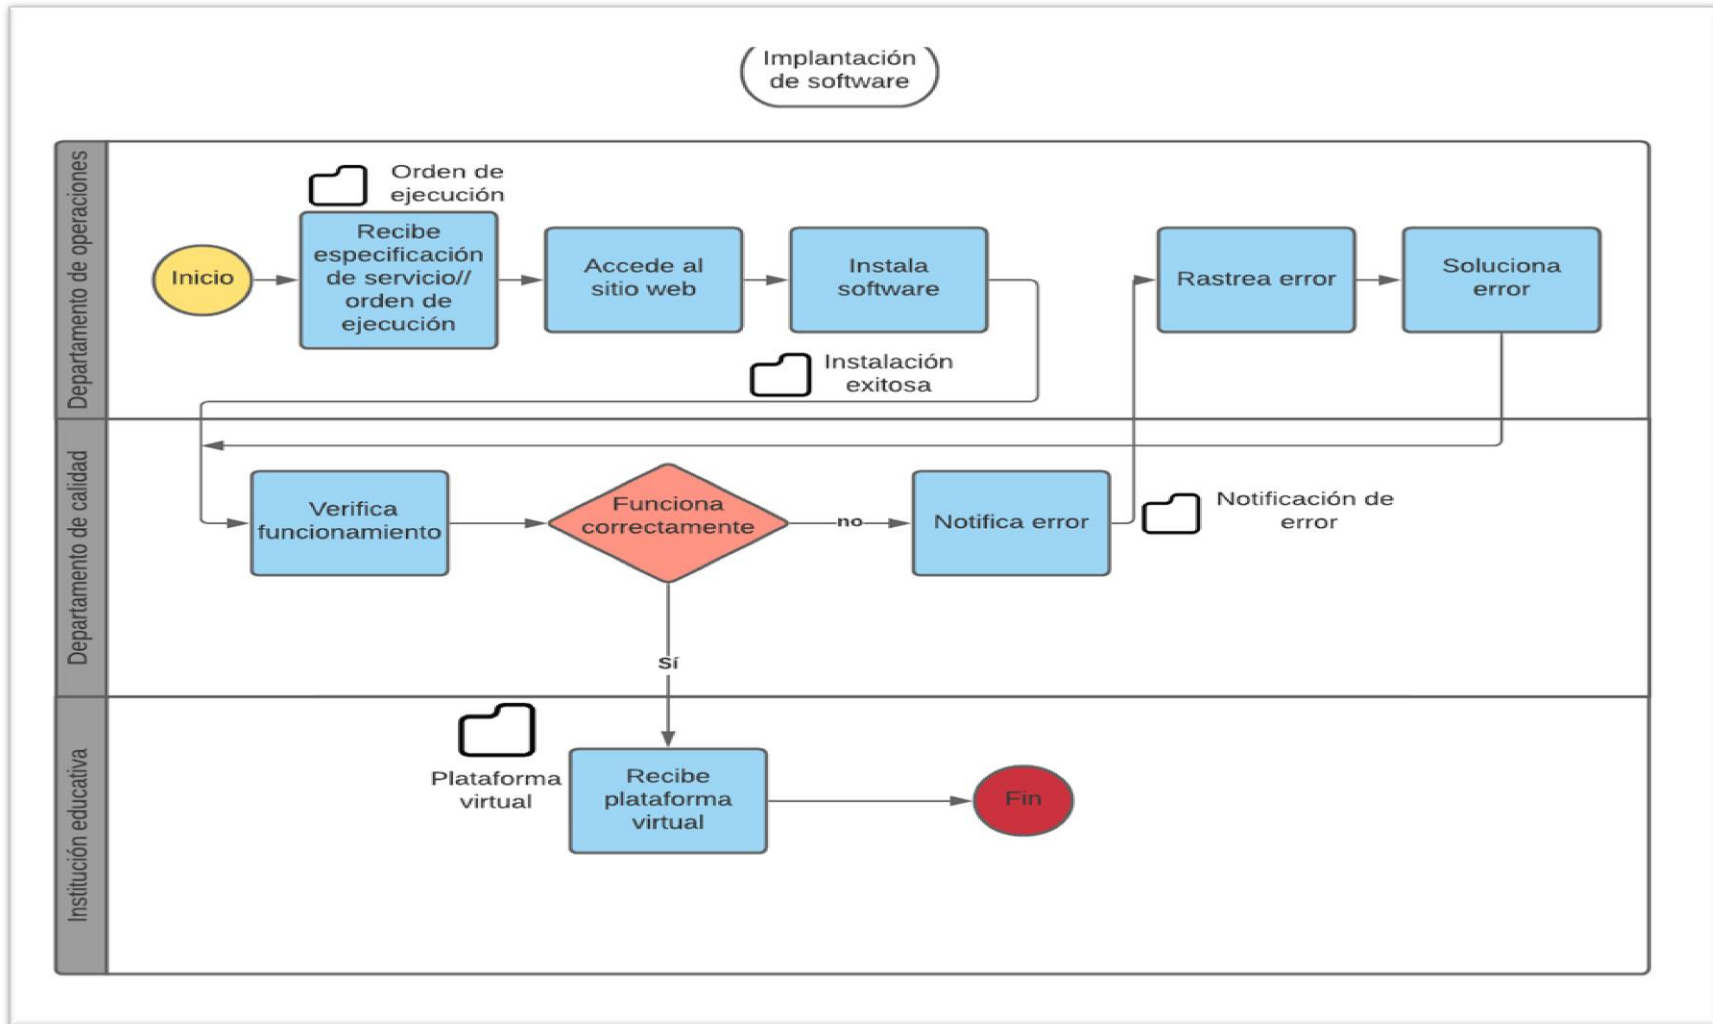 Implantación
de software
Departamento de operaciones
Orden de
ejecución
Inicio
Recibe
especificación
de servicio//
orden de
ejecución
Accede al
sitio web
Instala
software
Rastrea error
Soluciona
error
Instalación
exitosa
Departamento de calidad
Verifica
funcionamiento
Funciona
correctamente
no
Notifica error
Notificación de
error
Sí
Institución educativa
Plataforma
virtual
Recibe
plataforma
virtual
Fin